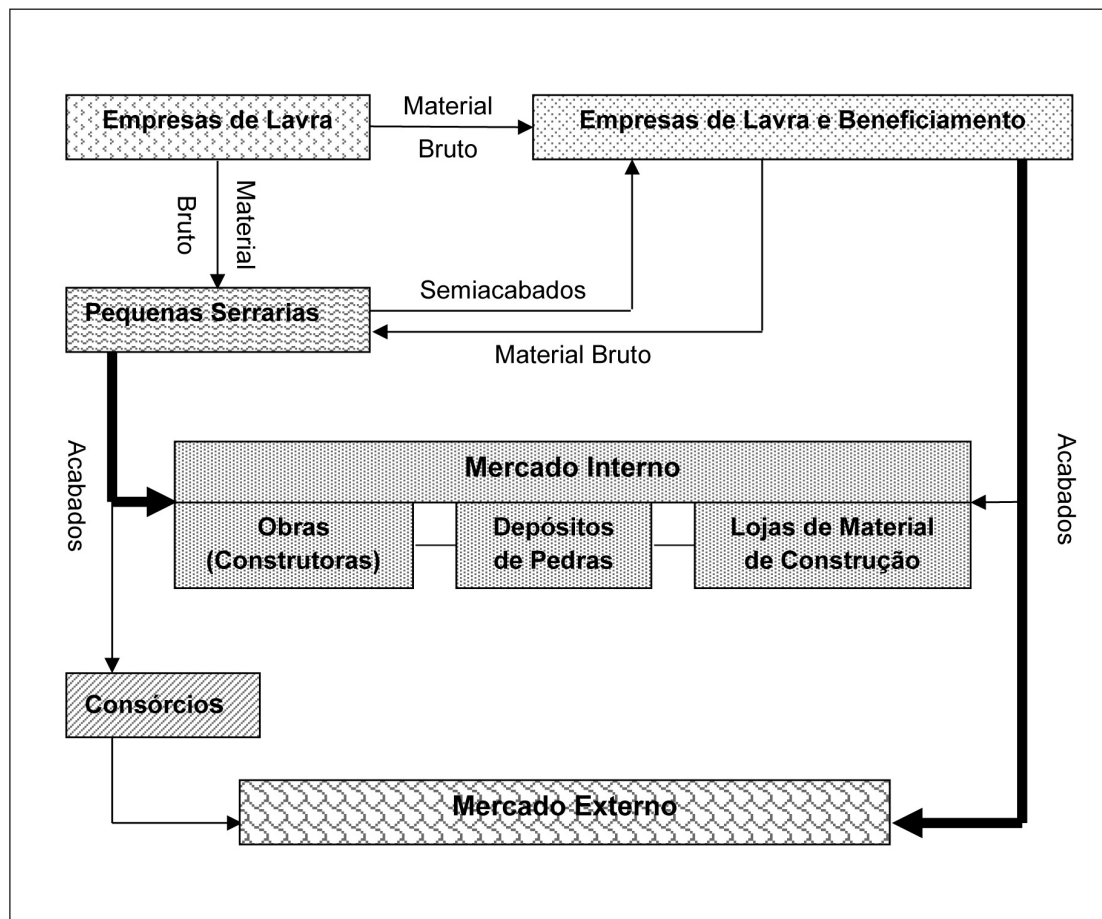 Empresas de Lavra
Material
Bruto
Empresas de Lavra e Beneficiamento
Material
Bruto
Semiacabados
Pequenas Serrarias
Material Bruto
Acabados
Mercado Interno
Acabados
Obras
(Construtoras)
Depósitos
de Pedras
Lojas de Material
de Construção
Consórcios
Mercado Externo